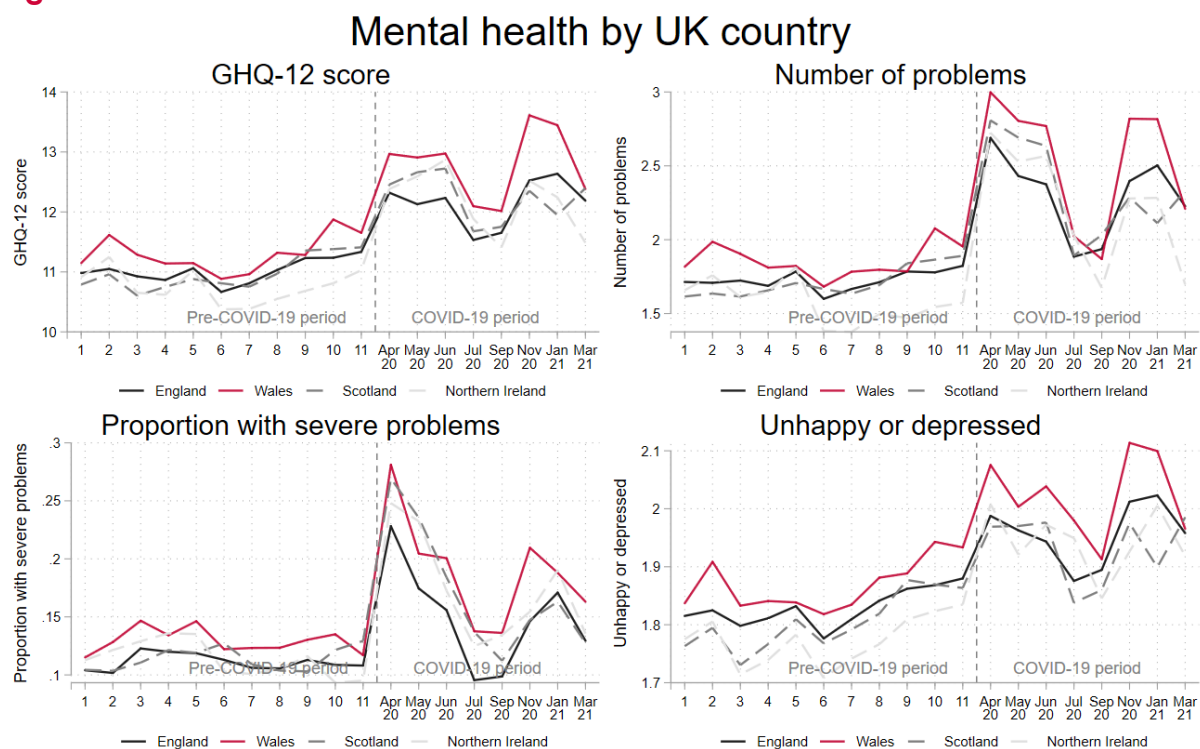 Mental health by UK country
GHQ-12 score
GHQ-12 score
14
13
12
11
10
Pre-COVID-19 period
COVID-19 period
1 2 3 4 5 6 7 8 9 10 11 Apr 20 May 20 Jun 20 Jul 20 Sep 20 Nov 20 Jan 21 Mar 21
England Wales Scotland Northern Ireland
Number of problems
Number of problems
3
2.5
2
1.5
Pre-COVID-19 period
COVID-19 period
1 2 3 4 5 6 7 8 9 10 11 Apr 20 May 20 Jun 20 Jul 20 Sep 20 Nov 20 Jan 21 Mar 21
England Wales Scotland Northern Ireland
Proportion with severe problems
Proportion with severe problems
.3
.25
.2
.15
.1
Pre-COVID-19 period
COVID-19 period
1 2 3 4 5 6 7 8 9 10 11 Apr 20 May 20 Jun 20 Jul 20 Sep 20 Nov 20 Jan 21 Mar 21
England Wales Scotland Northern Ireland
Unhappy or depressed
Unhappy or depressed
2.1
2
1.9
1.8
1.7
Pre-COVID-19 period
COVID-19 period
1 2 3 4 5 6 7 8 9 10 11 Apr 20 May 20 Jun 20 Jul 20 Sep 20 Nov 20 Jan 21 Mar 21
England Wales Scotland Northern Ireland